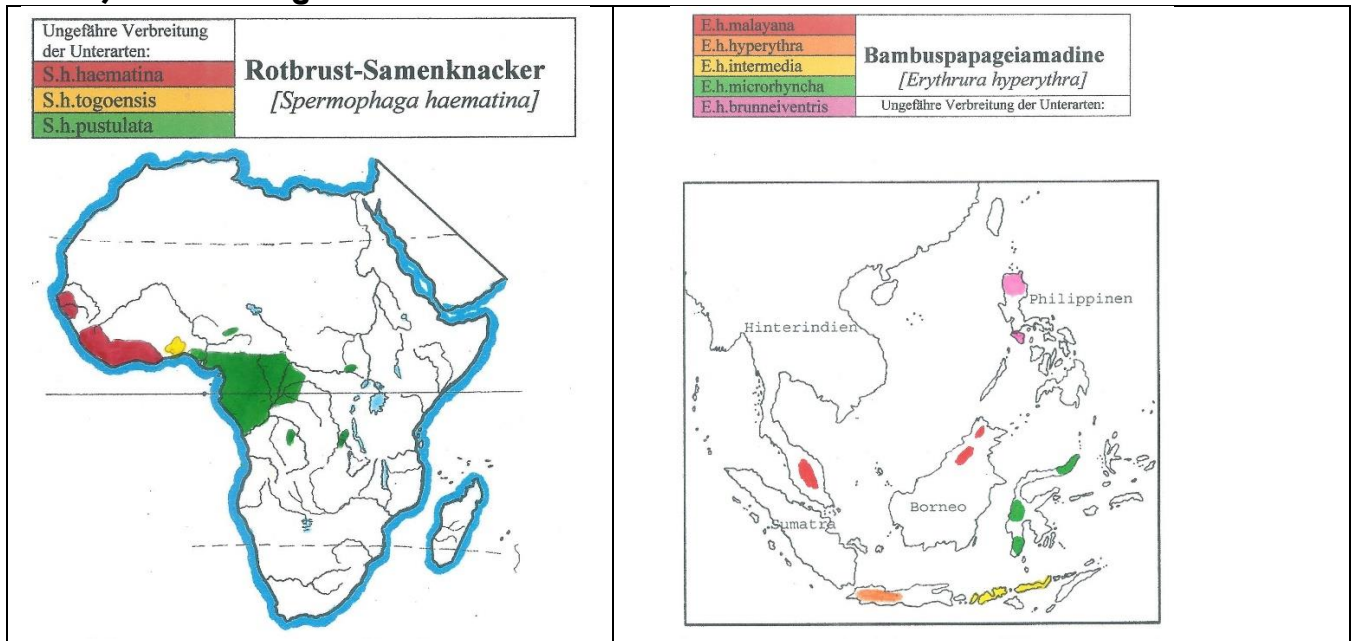 Ungefähre Verbreitung
der Unterarten:
S.h.haematina
S.h.togoensis
S.h.pustulata
Rotbrust-Samenknacker
[Spermophaga haematina]
E.h.malayana
E.h.hyperythra
E.h.intermedia
E.h.microrhyncha
E.h.brunneiventris
Bambuspapageiamadine
[Erythrura hyperythra]
Ungefähre Verbreitung der Unterarten:
Philippinen
Hinterindien
Borneo
Sumatra